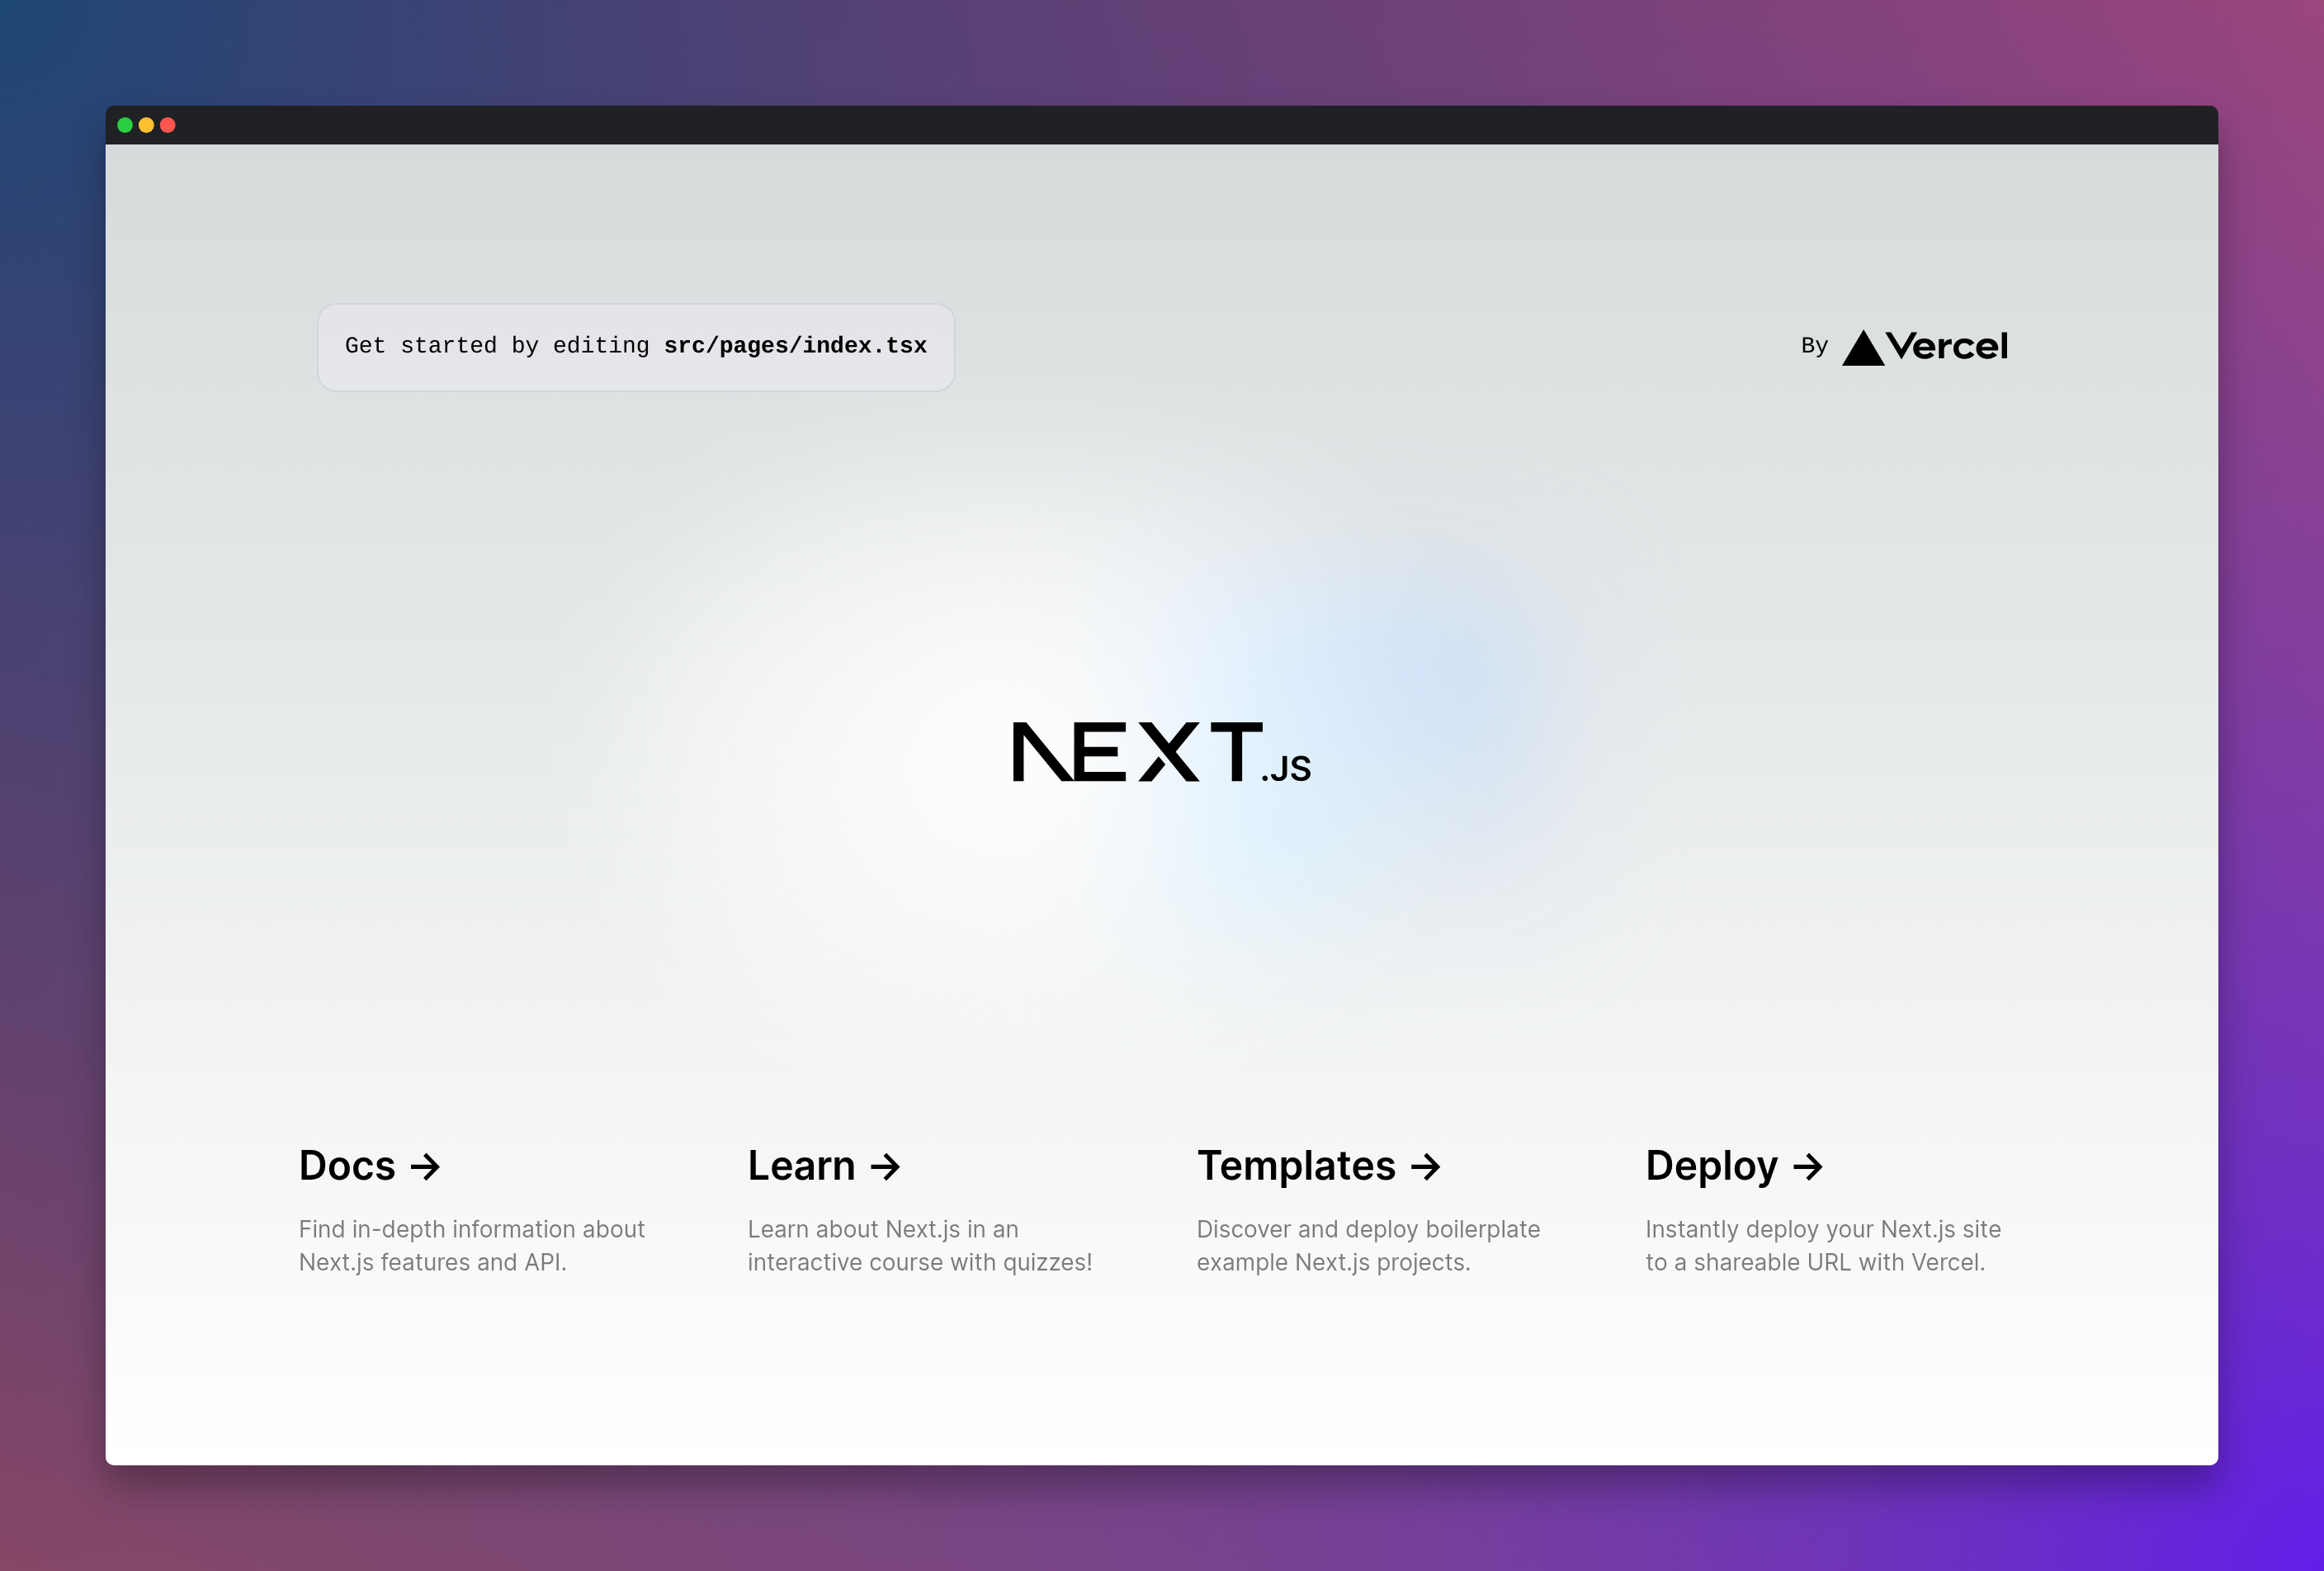 Get started by editing src/pages/index.tsx
By Vercel
NEXT.JS
Docs →
Find in-depth information about
Next.js features and API.
Learn →
Learn about Next.js in an
interactive course with quizzes!
Templates →
Discover and deploy boilerplate
example Next.js projects.
Deploy →
Instantly deploy your Next.js site
to a shareable URL with Vercel.